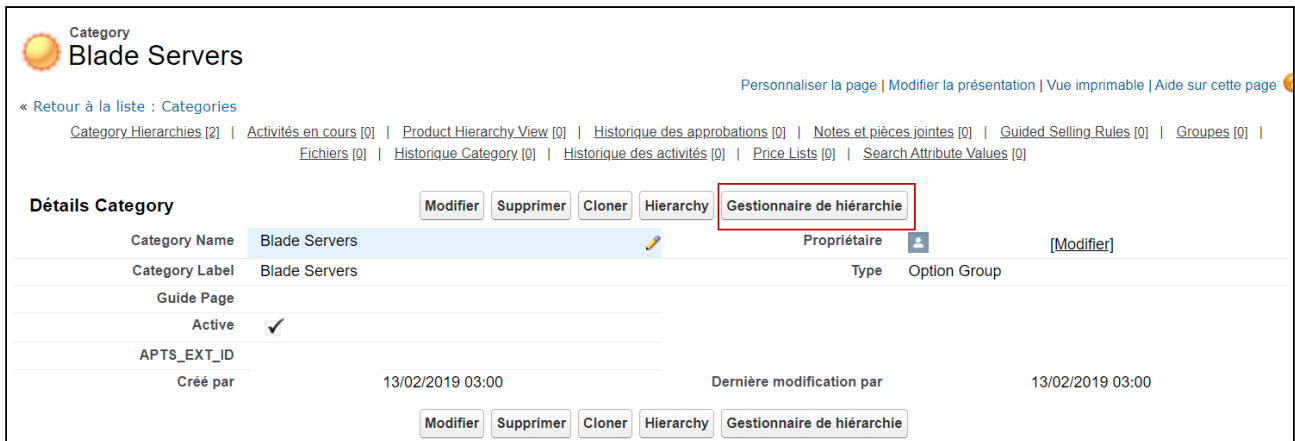 Category
Blade Servers
Personnaliser la page | Modifier la présentation | Vue imprimable | Aide sur cette page
« Retour à la liste : Categories
Category Hierarchies [2] | Activités en cours [0] | Product Hierarchy View [0] | Historique des approbations [0] | Notes et pièces jointes [0] | Guided Selling Rules [0] | Groupes [0] |
Fichiers [0] | Historique Category [0] | Historique des activités [0] | Price Lists [0] | Search Attribute Values [0]
Détails Category Modifier Supprimer Cloner Hierarchy Gestionnaire de hiérarchie
Category Name Blade Servers Propriétaire [Modifier]
Category Label Blade Servers Type Option Group
Guide Page
Active
APTS_EXT_ID
Créé par 13/02/2019 03:00 Dernière modification par 13/02/2019 03:00
Modifier Supprimer Cloner Hierarchy Gestionnaire de hiérarchie